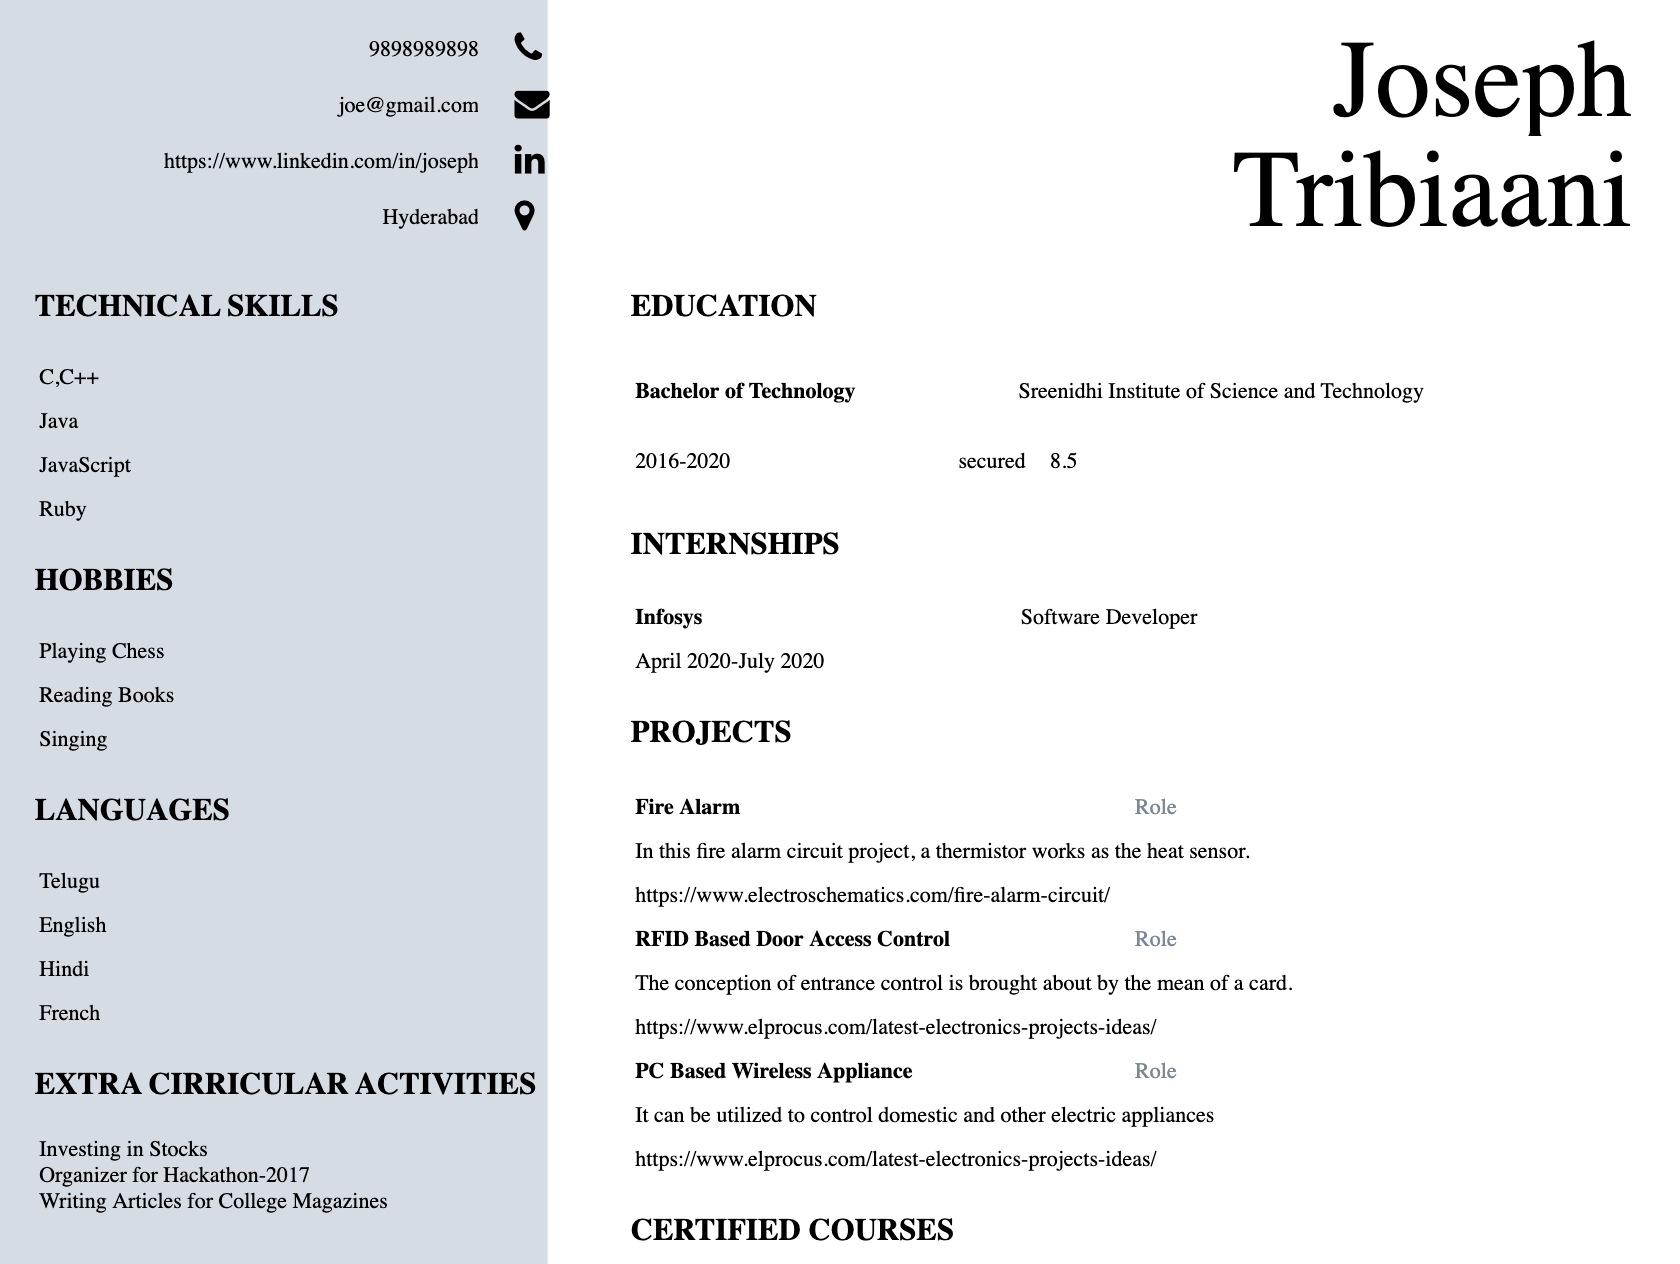 9898989898
joe@gmail.com
https://www.linkedin.com/in/joseph
Hyderabad
TECHNICAL SKILLS
C,C++
Java
JavaScript
Ruby
HOBBIES
Playing Chess
Reading Books
Singing
LANGUAGES
Telugu
English
Hindi
French
EXTRA CIRRICULAR ACTIVITIES
Investing in Stocks
Organizer for Hackathon-2017
Writing Articles for College Magazines
Joseph
Tribiaani
EDUCATION
Bachelor of Technology Sreenidhi Institute of Science and Technology
2016-2020 secured 8.5
INTERNSHIPS
Infosys Software Developer
April 2020-July 2020
PROJECTS
Fire Alarm Role
In this fire alarm circuit project, a thermistor works as the heat sensor.
https://www.electroschematics.com/fire-alarm-circuit/
RFID Based Door Access Control Role
The conception of entrance control is brought about by the mean of a card.
https://www.elprocus.com/latest-electronics-projects-ideas/
PC Based Wireless Appliance Role
It can be utilized to control domestic and other electric appliances
https://www.elprocus.com/latest-electronics-projects-ideas/
CERTIFIED COURSES